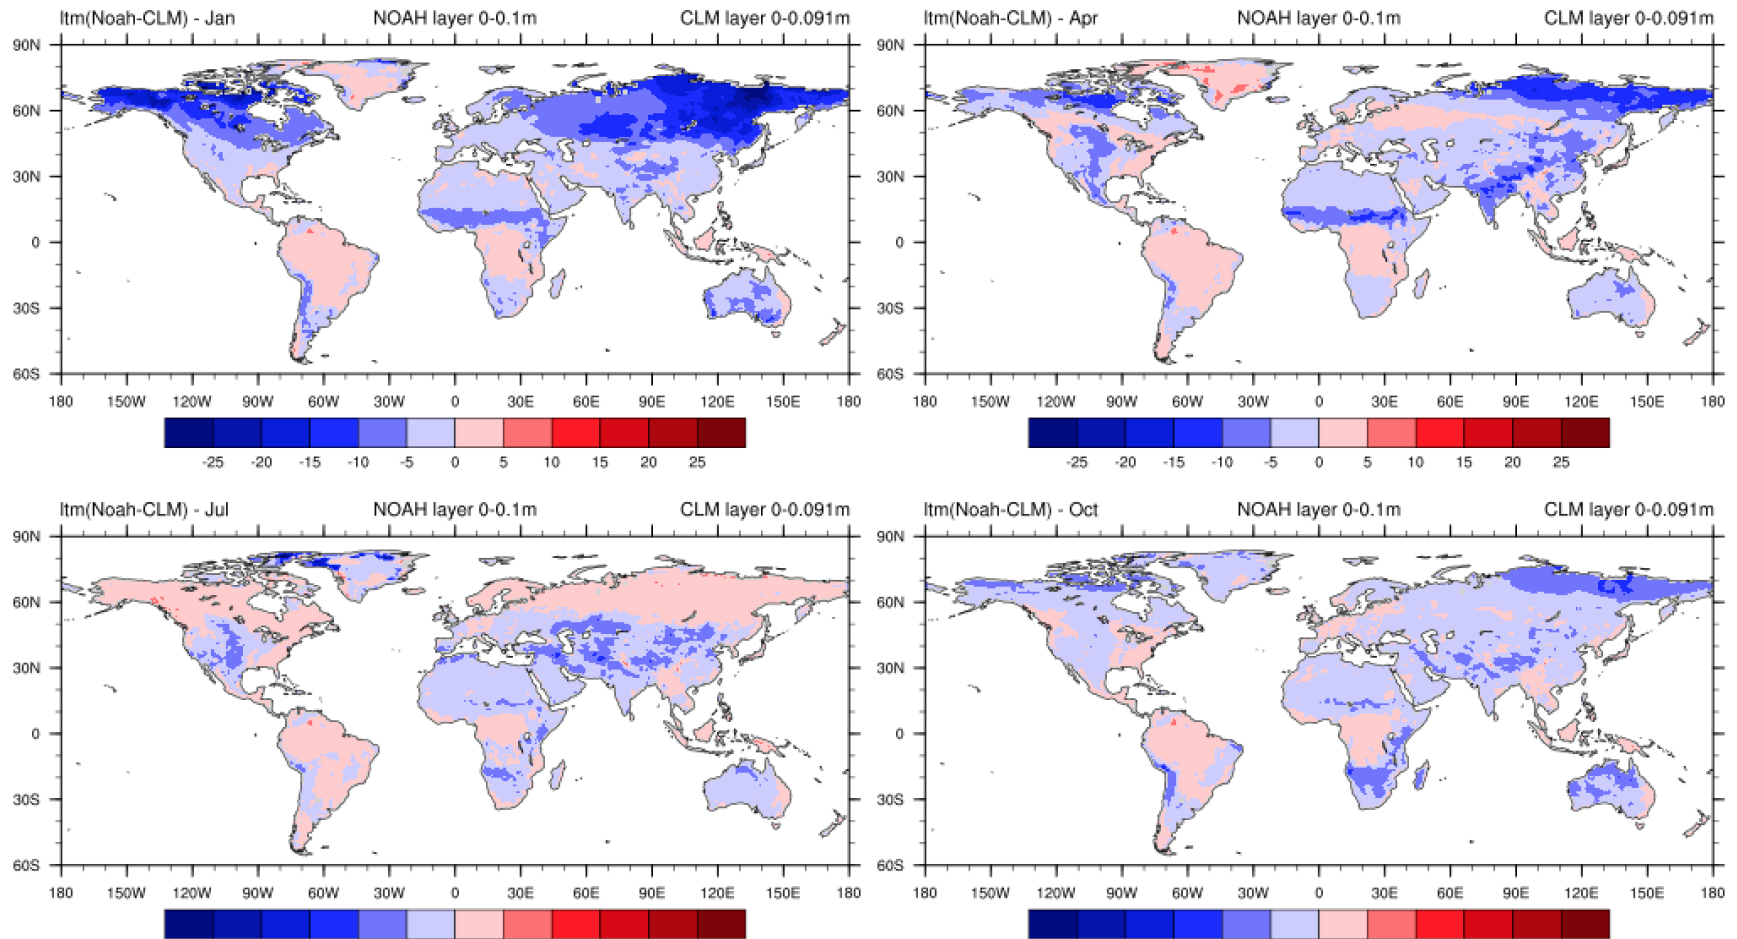 ltm(Noah-CLM) - Jan NOAH layer 0-0.1m CLM layer 0-0.091m
90N
60N
30N
0
30S
60S
180 150W 120W 90W 60W 30W 0 30E 60E 90E 120E 150E 180
-25 -20 -15 -10 -5 0 5 10 15 20 25
ltm(Noah-CLM) - Apr NOAH layer 0-0.1m CLM layer 0-0.091m
90N
60N
30N
0
30S
60S
180 150W 120W 90W 60W 30W 0 30E 60E 90E 120E 150E 180
-25 -20 -15 -10 -5 0 5 10 15 20 25
ltm(Noah-CLM) - Jul NOAH layer 0-0.1m CLM layer 0-0.091m
90N
60N
30N
0
30S
60S
180 150W 120W 90W 60W 30W 0 30E 60E 90E 120E 150E 180
ltm(Noah-CLM) - Oct NOAH layer 0-0.1m CLM layer 0-0.091m
90N
60N
30N
0
30S
60S
180 150W 120W 90W 60W 30W 0 30E 60E 90E 120E 150E 180